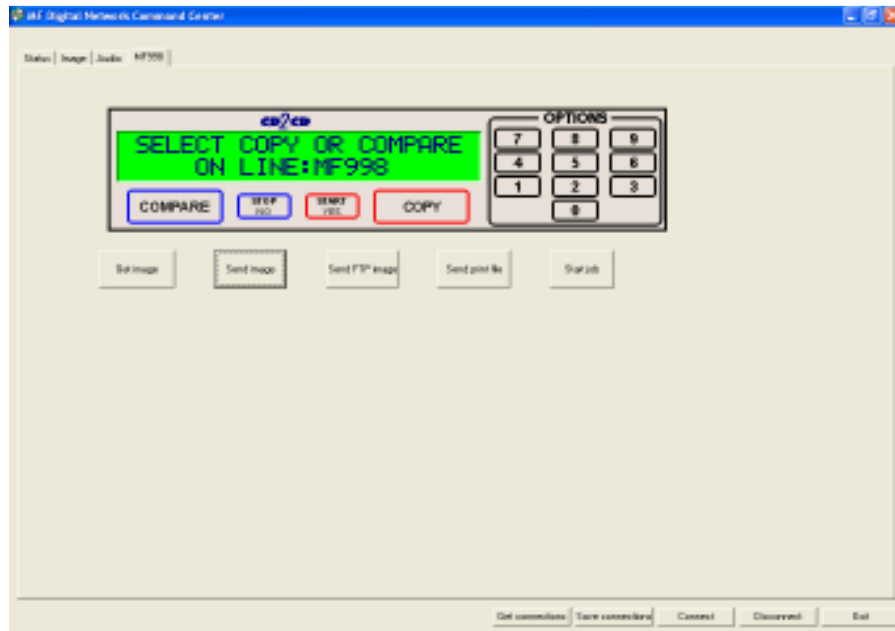 MF Digital Network Command Center
Status Image Audio MF998
cd2cd
OPTIONS
SELECT COPY OR COMPARE
ON LINE:MF998
7 8 9
4 5 6
1 2 3
0
COMPARE STOP NO START YES COPY
Get image Send image Send FTP image Send print file Start job
Get connections Save connections Connect Disconnect Exit